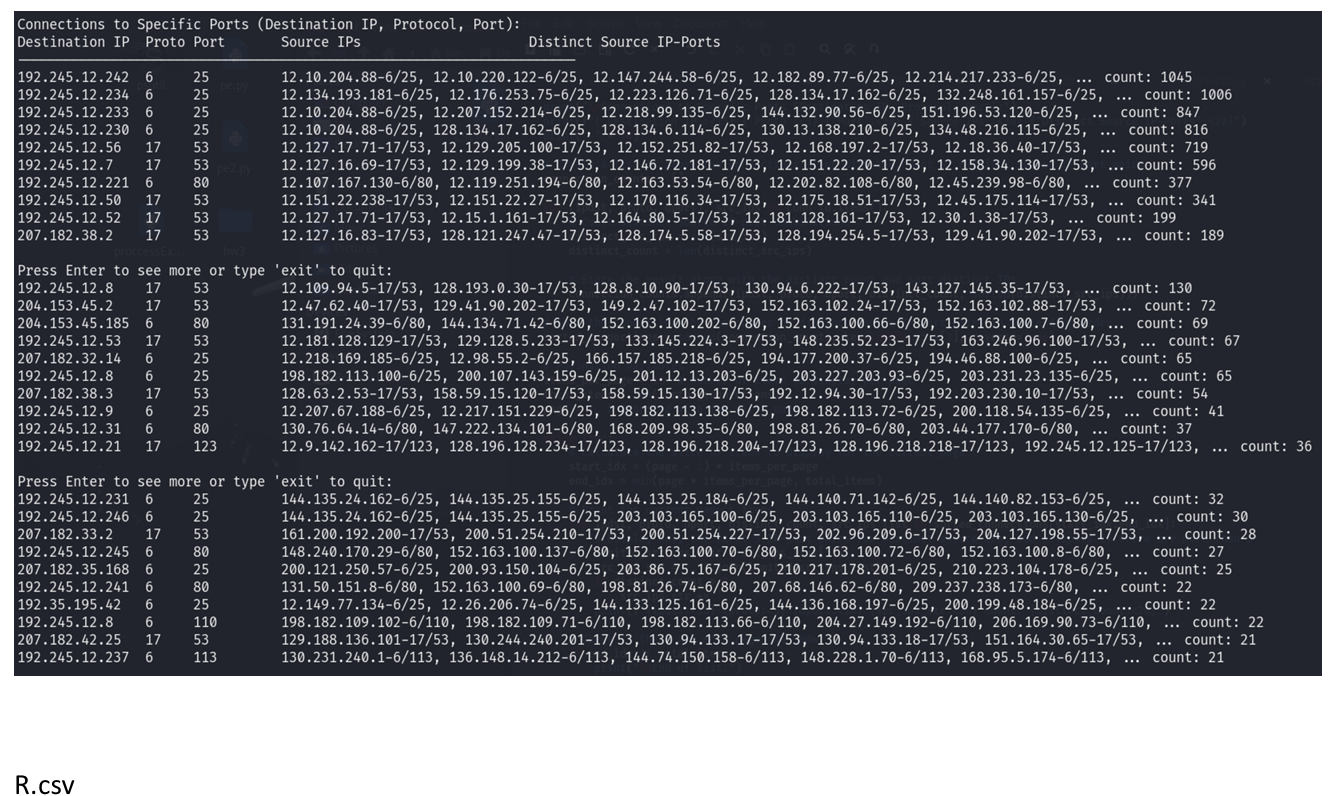 Connections to Specific Ports (Destination IP, Protocol, Port):
Destination IP  Proto Port       Source IPs                     Distinct Source IP-Ports
192.245.12.242  6     25         12.10.204.88-6/25, 12.10.220.122-6/25, 12.147.244.58-6/25, 12.182.89.77-6/25, 12.214.217.233-6/25,  ...  count: 1045
192.245.12.234  6     25         12.134.193.181-6/25, 12.176.253.75-6/25, 12.223.126.71-6/25, 128.134.17.162-6/25, 132.248.161.157-6/25,  ...  count: 1006
192.245.12.233  6     25         12.10.204.88-6/25, 12.207.152.214-6/25, 12.218.99.135-6/25, 144.132.90.56-6/25, 151.196.53.120-6/25,  ...  count: 847
192.245.12.230  6     25         12.10.204.88-6/25, 128.134.17.162-6/25, 128.134.6.114-6/25, 130.13.138.210-6/25, 134.48.216.115-6/25,  ...  count: 816
192.245.12.56   17    53         12.127.17.71-17/53, 12.129.205.100-17/53, 12.152.251.82-17/53, 12.168.197.2-17/53, 12.18.36.40-17/53,  ...  count: 719
192.245.12.7    17    53         12.127.16.69-17/53, 12.129.199.38-17/53, 12.146.72.181-17/53, 12.151.22.20-17/53, 12.158.34.130-17/53,  ...  count: 596
192.245.12.221  6     80         12.107.167.130-6/80, 12.119.251.194-6/80, 12.163.53.54-6/80, 12.202.82.108-6/80, 12.45.239.98-6/80,  ...  count: 377
192.245.12.50   17    53         12.151.22.238-17/53, 12.151.22.27-17/53, 12.170.116.34-17/53, 12.175.18.51-17/53, 12.45.175.114-17/53,  ...  count: 341
192.245.12.52   17    53         12.127.17.71-17/53, 12.15.1.161-17/53, 12.164.80.5-17/53, 12.181.128.161-17/53, 12.30.1.38-17/53,  ...  count: 199
207.182.38.2    17    53         12.127.16.83-17/53, 128.121.247.47-17/53, 128.174.5.58-17/53, 128.194.254.5-17/53, 129.41.90.202-17/53,  ...  count: 189
Press Enter to see more or type 'exit' to quit:
192.245.12.8    17    53         12.109.94.5-17/53, 128.193.0.30-17/53, 128.8.10.90-17/53, 130.94.6.222-17/53, 143.127.145.35-17/53,  ...  count: 130
204.153.45.2    17    53         12.47.62.40-17/53, 129.41.90.202-17/53, 149.2.47.102-17/53, 152.163.102.24-17/53, 152.163.102.88-17/53,  ...  count: 72
204.153.45.185  6     80         131.191.24.39-6/80, 144.134.71.42-6/80, 152.163.100.202-6/80, 152.163.100.66-6/80, 152.163.100.7-6/80,  ...  count: 69
192.245.12.53   17    53         12.181.128.129-17/53, 129.128.5.233-17/53, 133.145.224.3-17/53, 148.235.52.23-17/53, 163.246.96.100-17/53,  ...  count: 67
207.182.32.14   6     25         12.218.169.185-6/25, 12.98.55.2-6/25, 166.157.185.218-6/25, 194.177.200.37-6/25, 194.46.88.100-6/25,  ...  count: 65
192.245.12.8    6     25         198.182.113.100-6/25, 200.107.143.159-6/25, 201.12.13.203-6/25, 203.227.203.93-6/25, 203.231.23.135-6/25,  ...  count: 65
207.182.38.3    17    53         128.63.2.53-17/53, 158.59.15.120-17/53, 158.59.15.130-17/53, 192.12.94.30-17/53, 192.203.230.10-17/53,  ...  count: 54
192.245.12.9    6     25         12.207.67.188-6/25, 12.217.151.229-6/25, 198.182.113.138-6/25, 198.182.113.72-6/25, 200.118.54.135-6/25,  ...  count: 41
192.245.12.31   6     80         130.76.64.14-6/80, 147.222.134.101-6/80, 168.209.98.35-6/80, 198.81.26.70-6/80, 203.44.177.170-6/80,  ...  count: 37
192.245.12.21   17    123        12.9.142.162-17/123, 128.196.128.234-17/123, 128.196.218.204-17/123, 128.196.218.218-17/123, 192.245.12.125-17/123,  ...  count: 36
Press Enter to see more or type 'exit' to quit:
192.245.12.231  6     25         144.135.24.162-6/25, 144.135.25.155-6/25, 144.135.25.184-6/25, 144.140.71.142-6/25, 144.140.82.153-6/25,  ...  count: 32
192.245.12.246  6     25         144.135.24.162-6/25, 144.135.25.155-6/25, 203.103.165.100-6/25, 203.103.165.110-6/25, 203.103.165.130-6/25,  ...  count: 30
207.182.33.2    17    53         161.200.192.200-17/53, 200.51.254.210-17/53, 200.51.254.227-17/53, 202.96.209.6-17/53, 204.127.198.55-17/53,  ...  count: 28
192.245.12.245  6     80         148.240.170.29-6/80, 152.163.100.137-6/80, 152.163.100.70-6/80, 152.163.100.72-6/80, 152.163.100.8-6/80,  ...  count: 27
207.182.35.168  6     25         200.121.250.57-6/25, 200.93.150.104-6/25, 203.86.75.167-6/25, 210.217.178.201-6/25, 210.223.104.178-6/25,  ...  count: 25
192.245.12.241  6     80         131.50.151.8-6/80, 152.163.100.69-6/80, 198.81.26.74-6/80, 207.68.146.62-6/80, 209.237.238.173-6/80,  ...  count: 22
192.35.195.42   6     25         12.149.77.134-6/25, 12.26.206.74-6/25, 144.133.125.161-6/25, 144.136.168.197-6/25, 200.199.48.184-6/25,  ...  count: 22
192.245.12.8    6     110        198.182.109.102-6/110, 198.182.109.71-6/110, 198.182.113.66-6/110, 204.27.149.192-6/110, 206.169.90.73-6/110,  ...  count: 22
207.182.42.25   17    53         129.188.136.101-17/53, 130.244.240.201-17/53, 130.94.133.17-17/53, 130.94.133.18-17/53, 151.164.30.65-17/53,  ...  count: 21
192.245.12.237  6     113        130.231.240.1-6/113, 136.148.14.212-6/113, 144.74.150.158-6/113, 148.228.1.70-6/113, 168.95.5.174-6/113,  ...  count: 21
R.csv